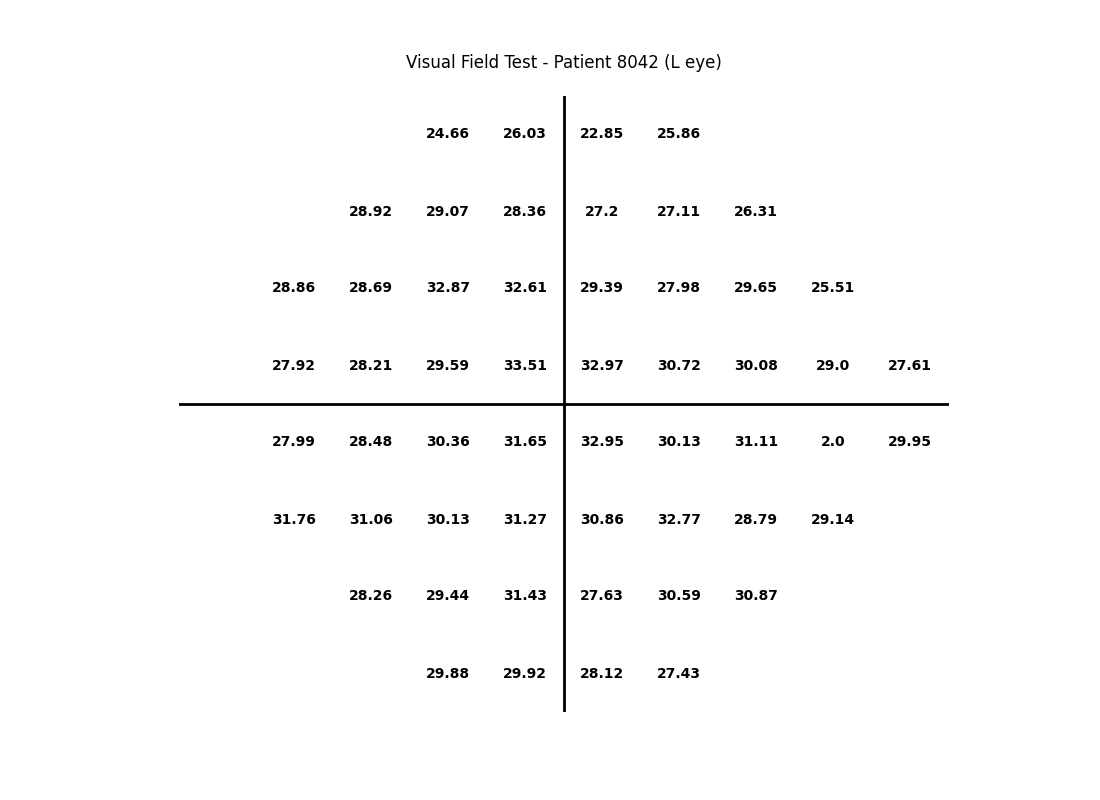 Visual Field Test - Patient 8042 (L eye)
24.66 26.03 22.85 25.86
28.92 29.07 28.36 27.2 27.11 26.31
28.86 28.69 32.87 32.61 29.39 27.98 29.65 25.51
27.92 28.21 29.59 33.51 32.97 30.72 30.08 29.0 27.61
27.99 28.48 30.36 31.65 32.95 30.13 31.11 2.0 29.95
31.76 31.06 30.13 31.27 30.86 32.77 28.79 29.14
28.26 29.44 31.43 27.63 30.59 30.87
29.88 29.92 28.12 27.43